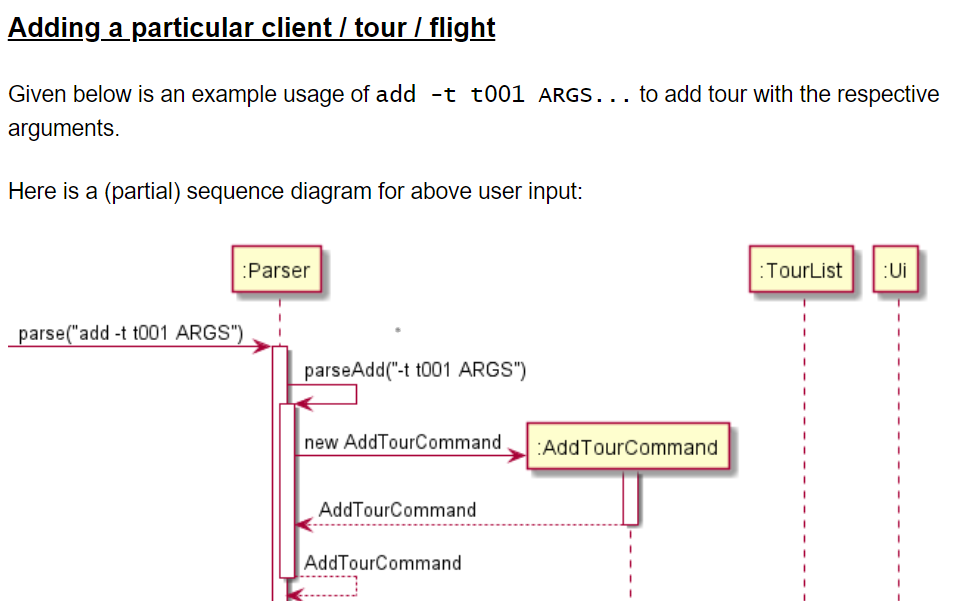 Adding a particular client / tour / flight
Given below is an example usage of add -t t001 ARGS... to add tour with the respective
arguments.
Here is a (partial) sequence diagram for above user input:
:Parser
:TourList
:Ui
parse("add -t t001 ARGS")
parseAdd("-t t001 ARGS")
new AddTourCommand
:AddTourCommand
AddTourCommand
AddTourCommand